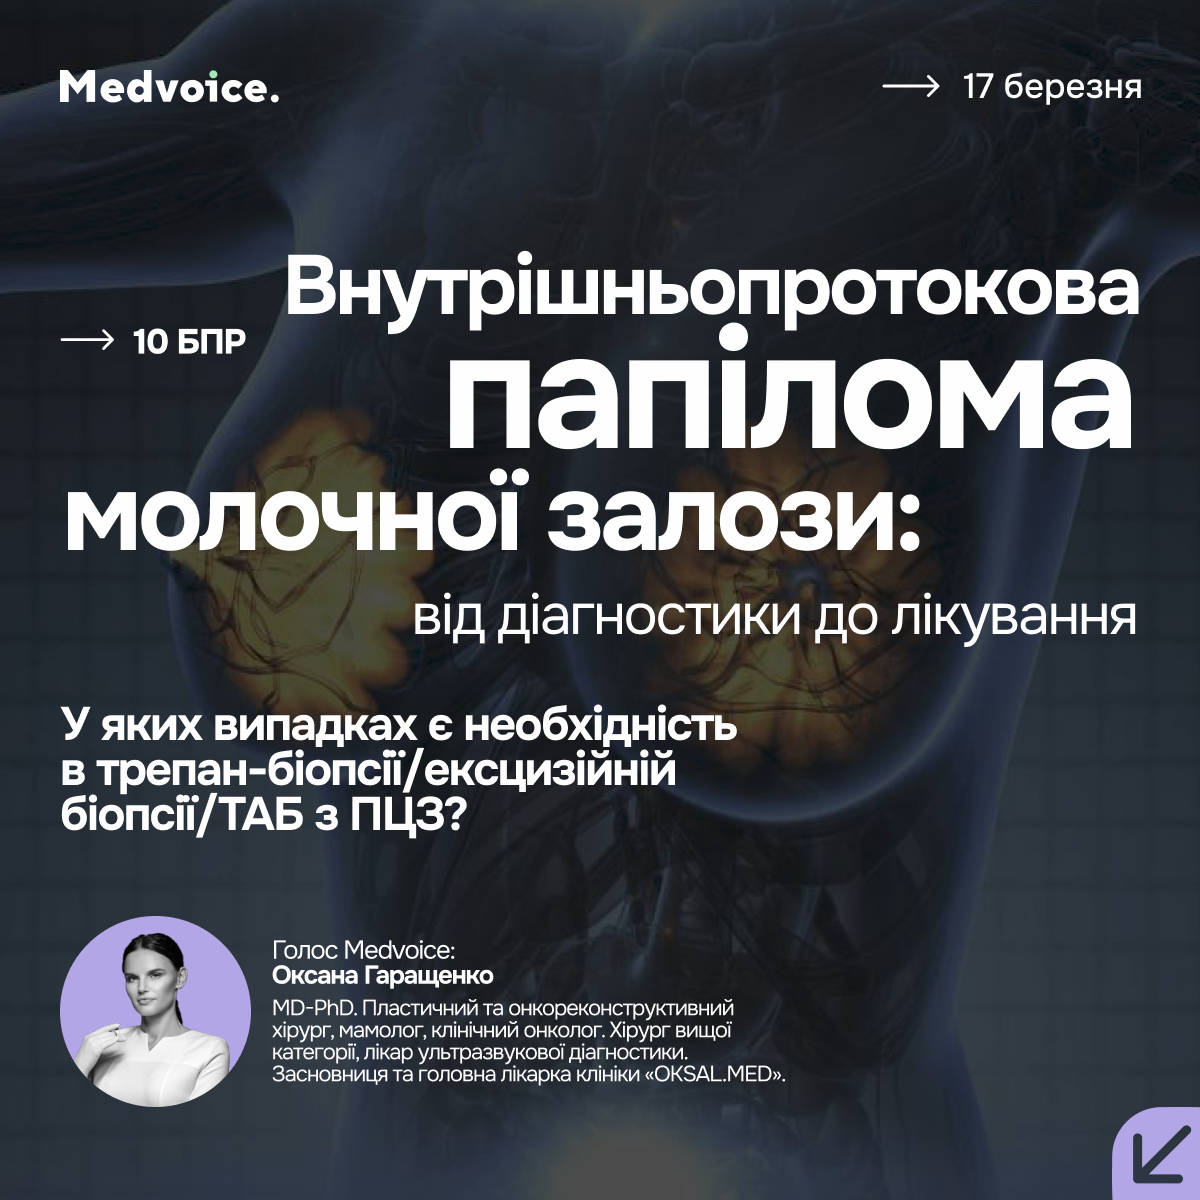 Medvoice.
17 березня
Внутрішньопротокова
10 БПР
папілома
молочної залози:
від діагностики до лікування
У яких випадках є необхідність
в трепан-біопсії/ексцизійній
біопсії/ТАБ з ПЦЗ?
Голос Medvoice:
Оксана Гаращенко
MD-PhD. Пластичний та онкореконструктивний
хірург, мамолог, клінічний онколог. Хірург вищої
категорії, лікар ультразвукової діагностики.
Засновниця та головна лікарка клініки «OKSAL.MED».